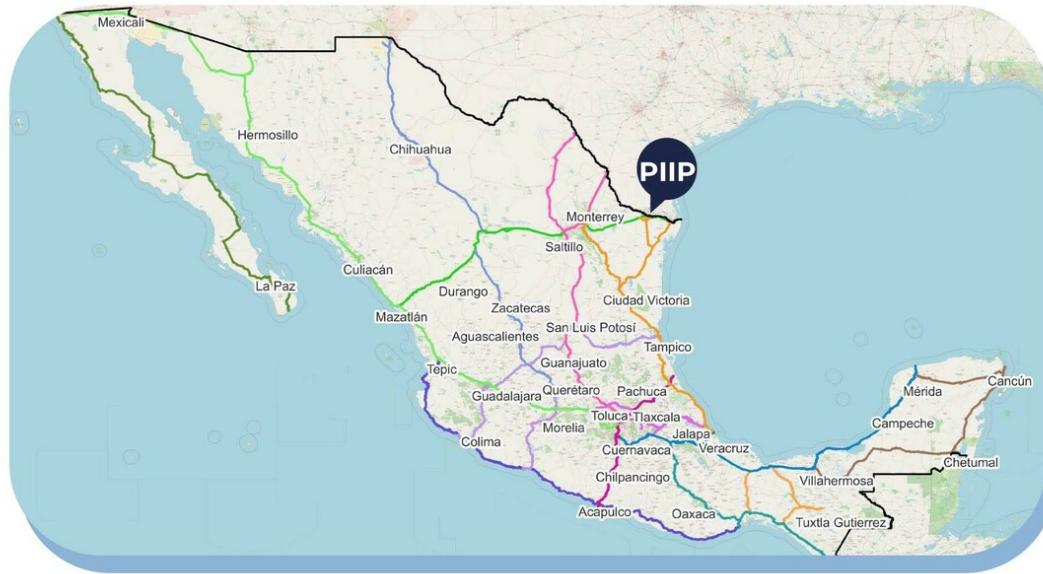 Mexicali
Hermosillo
Chihuahua
PIIP
Monterrey
Saltillo
Culiacán
La Paz
Durango
Ciudad Victoria
Mazatlán
Zacatecas
San Luis Potosí
Aguascalientes
Tampico
Guanajuato
Tepic
Guadalajara
Querétaro
Pachuca
Mérida
Cancún
Toluca
Tlaxcala
Morelia
Jalapa
Campeche
Colima
Cuernavaca
Veracruz
Chetumal
Chilpancingo
Villahermosa
Acapulco
Oaxaca
Tuxtla Gutierrez